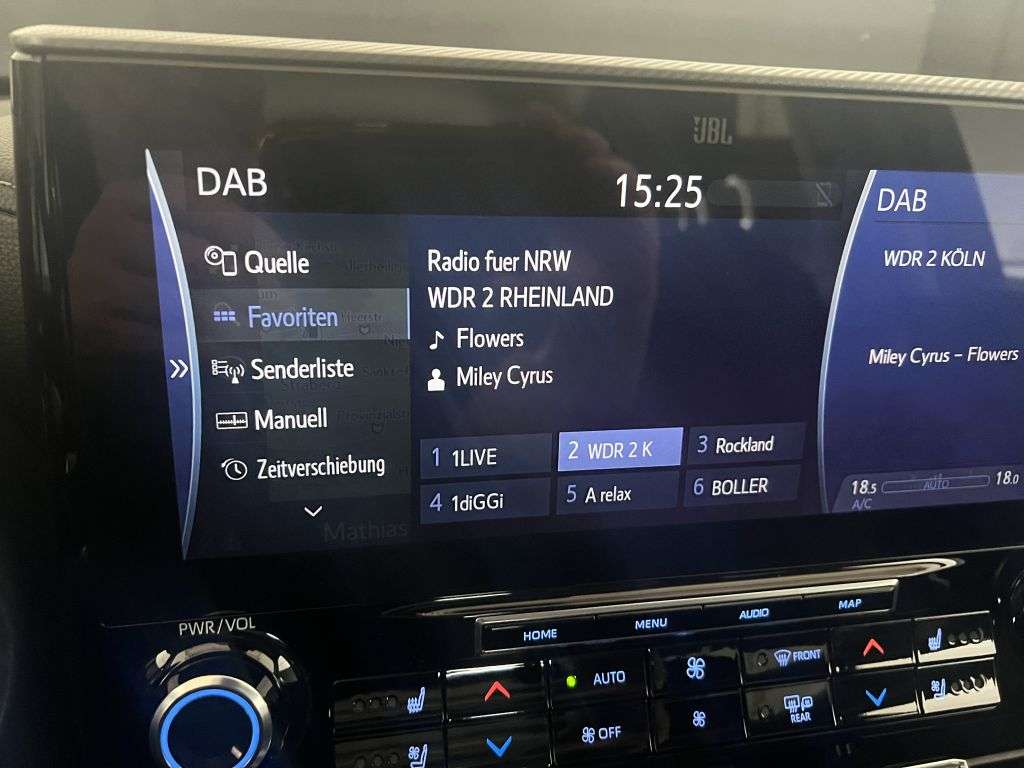 JBL
DAB
15:25
DAB
Quelle
Favoriten
Senderliste
Manuell
Zeitverschiebung
Radio fuer NRW
WDR 2 RHEINLAND
Flowers
Miley Cyrus
1 1LIVE
2 WDR 2 K
3 Rockland
4 1diGGi
5 A relax
6 BOLLER
WDR 2 KÖLN
Miley Cyrus – Flowers
18.5 AUTO 18.0
A/C
Mathias
PWR/VOL
HOME
MENU
AUDIO
MAP
AUTO
FRONT
OFF
REAR